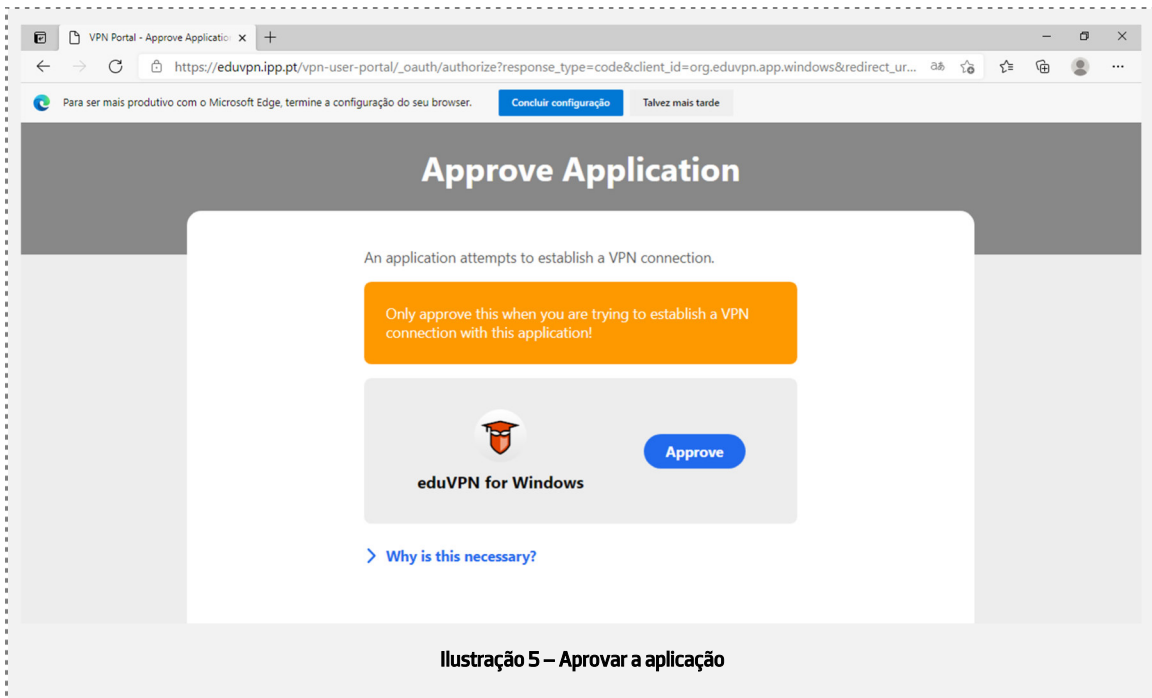 VPN Portal - Approve Applicatio
https://eduvpn.ipp.pt/vpn-user-portal/_oauth/authorize?response_type=code&client_id=org.eduvpn.app.windows&redirect_ur...
Para ser mais produtivo com o Microsoft Edge, termine a configuração do seu browser. Concluir configuração Talvez mais tarde
Approve Application
An application attempts to establish a VPN connection.
Only approve this when you are trying to establish a VPN
connection with this application!
Approve
eduVPN for Windows
Why is this necessary?
Ilustração 5 – Aprovar a aplicação